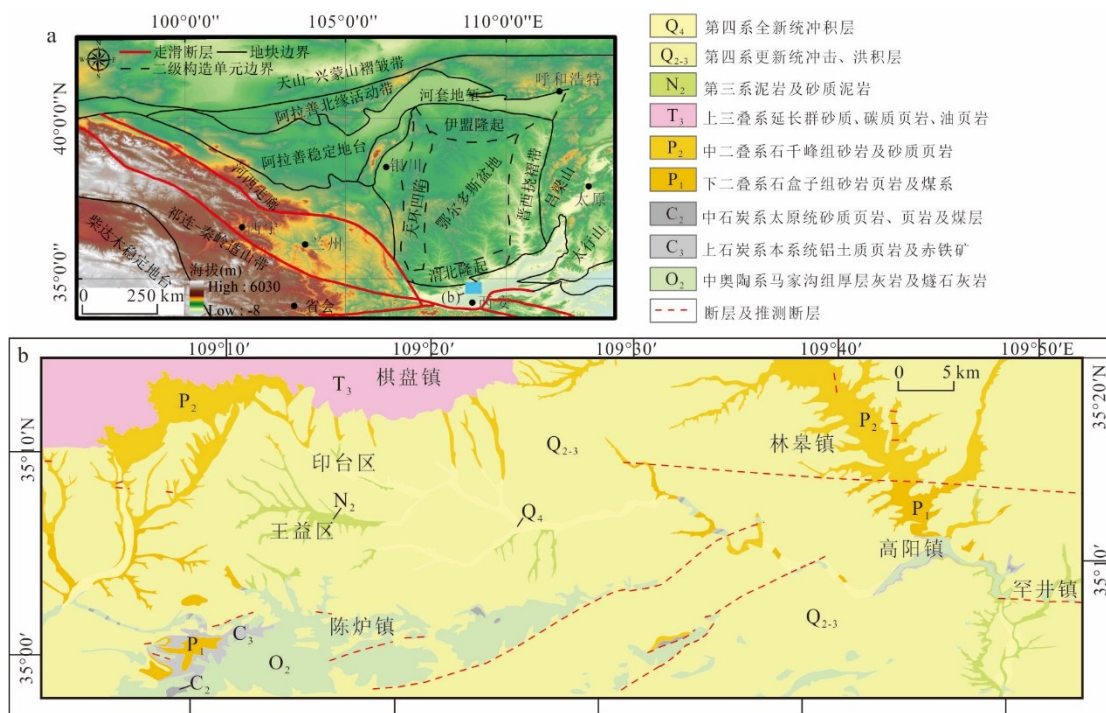 100°0'0"
105°0'0"
110°0'0"E
a
走滑断层
地块边界
二级构造单元边界
天山—兴蒙山褶皱带
呼和浩特
阿拉善北缘活动带
河套地堑
伊盟隆起
阿拉善稳定地台
银川
河西走廊
天环凹陷
鄂尔多斯盆地
晋西挠褶带
吕梁山
太原
太行山
祁连—秦岭造山带
西宁
兰州
柴达木稳定地台
渭北隆起
海拔(m)
High : 6030
Low : -8
0
250 km
省会
(b)
西安
40°0'0"N
35°0'0"
Q4
第四系全新统冲积层
Q2-3
第四系更新统冲击、洪积层
N2
第三系泥岩及砂质泥岩
T3
上三叠系延长群砂质、碳质页岩、油页岩
P2
中二叠系石千峰组砂岩及砂质页岩
P1
下二叠系石盒子组砂岩页岩及煤系
C2
中石炭系太原统砂质页岩、页岩及煤层
C3
上石炭系本系统铝土质页岩及赤铁矿
O2
中奥陶系马家沟组厚层灰岩及燧石灰岩
断层及推测断层
b
109°10'
109°20'
109°30'
109°40'
109°50'E
T3
棋盘镇
0
5 km
P2
P2
35°20'N
35°10'N
Q2-3
林皋镇
印台区
N2
王益区
Q4
P1
高阳镇
35°10'
罕井镇
陈炉镇
C3
P1
O2
Q2-3
35°00'
C2